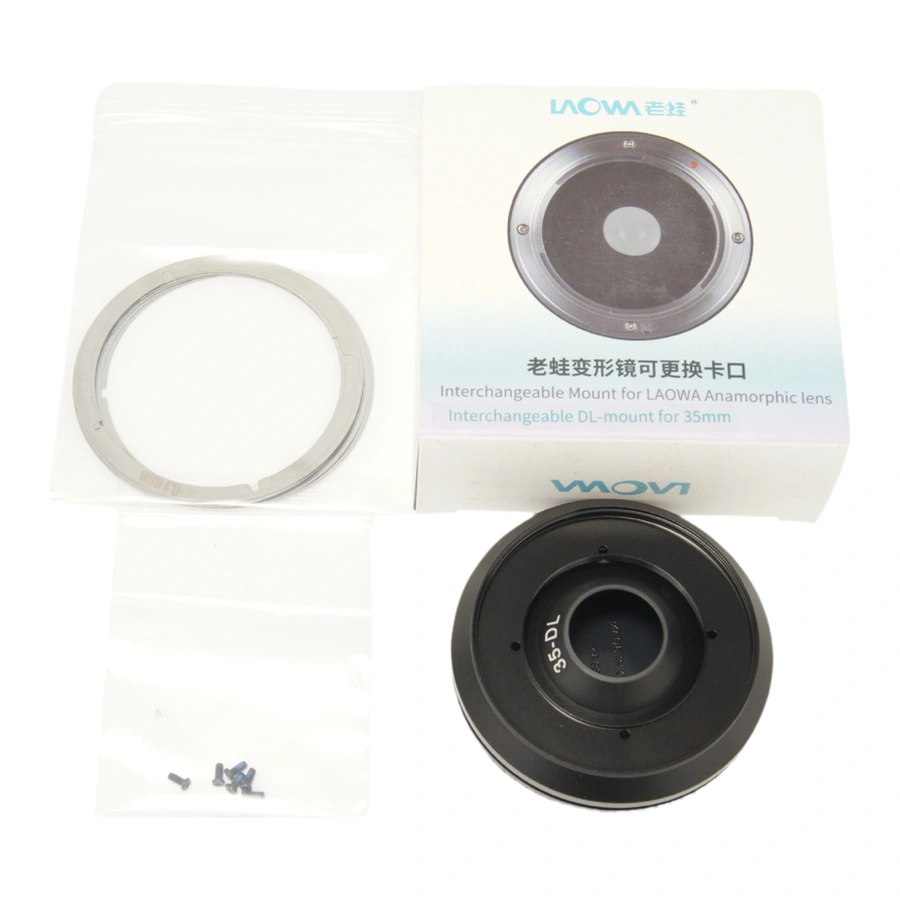 LAOWA 老蛙®
老蛙变形镜可更换卡口
Interchangeable Mount for LAOWA Anamorphic lens
Interchangeable DL-mount for 35mm
LAOWA
35-DL